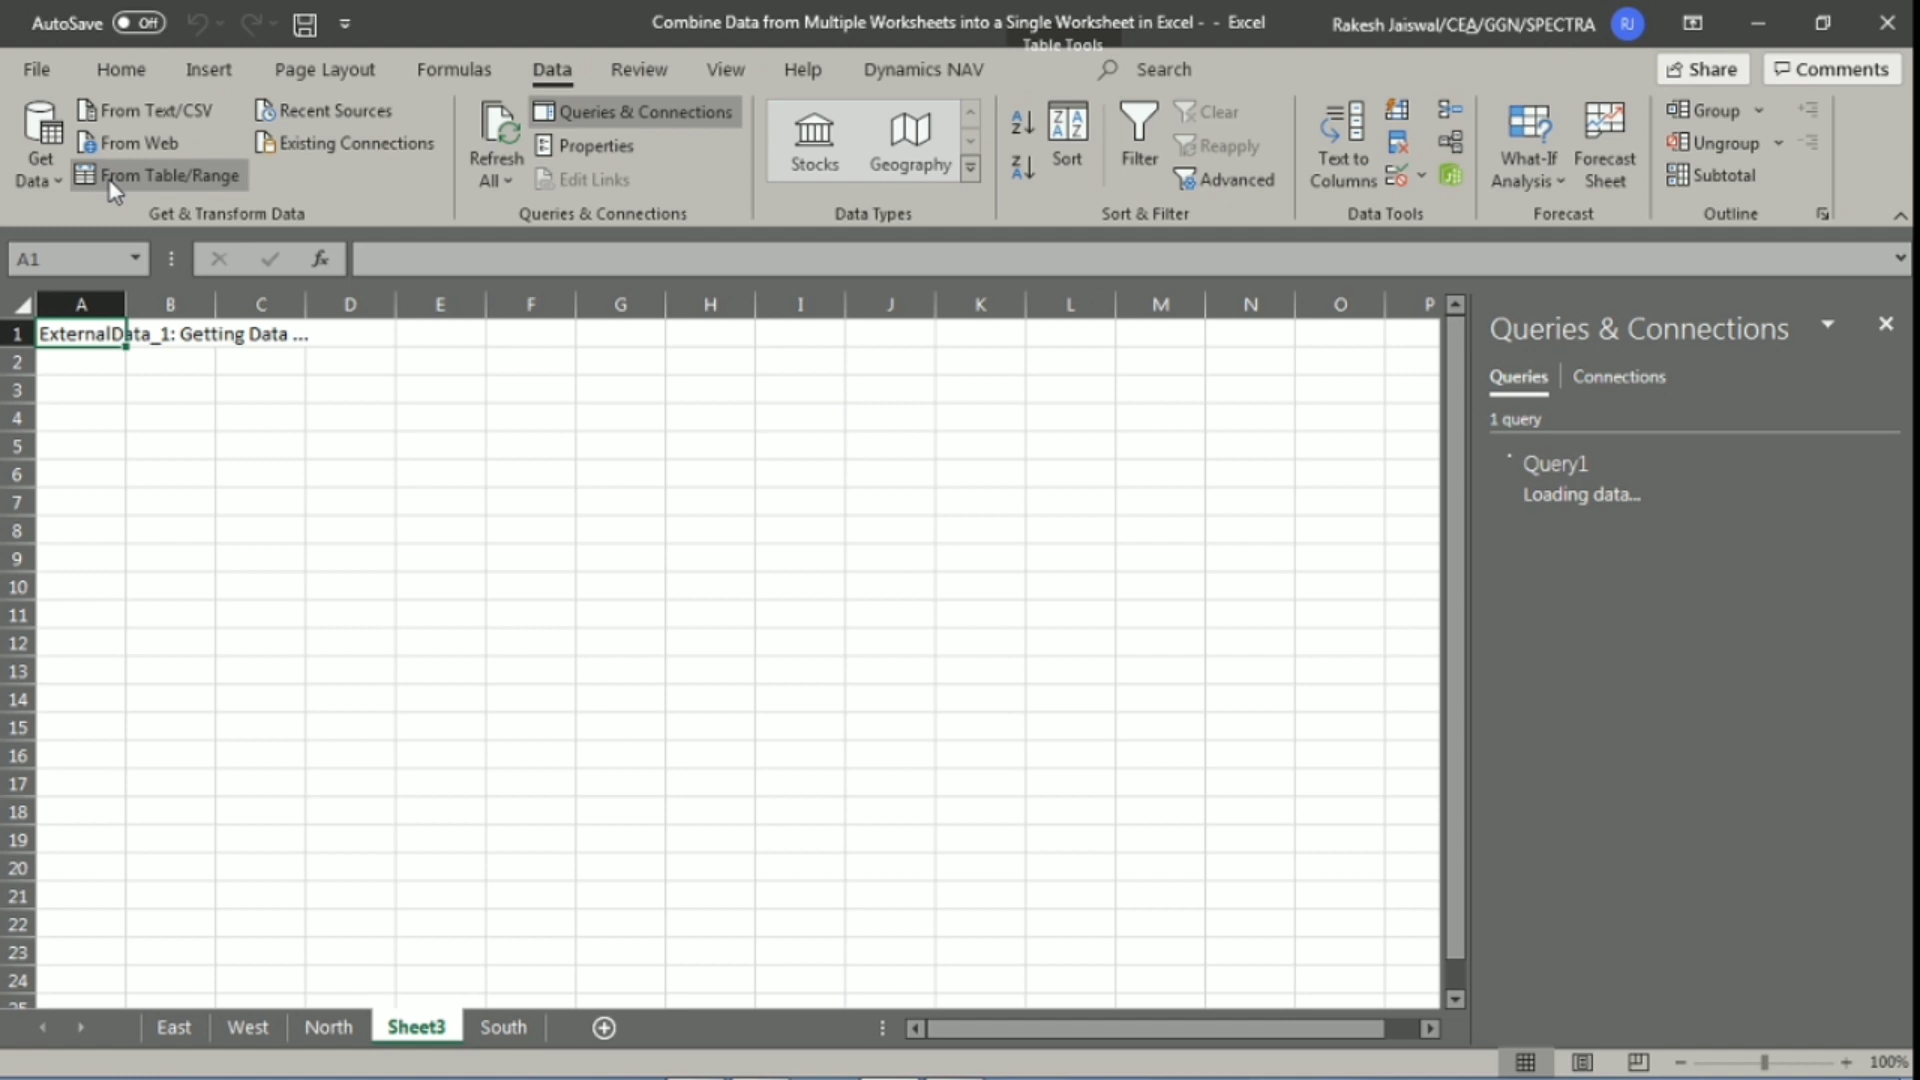 AutoSave Off
Combine Data from Multiple Worksheets into a Single Worksheet in Excel - - Excel
Table Tools
Rakesh Jaiswal/CEA/GGN/SPECTRA RJ
File Home Insert Page Layout Formulas Data Review View Help Dynamics NAV Search Share Comments
Get Data
From Text/CSV
From Web
From Table/Range
Recent Sources
Existing Connections
Get & Transform Data
Refresh All
Queries & Connections
Properties
Edit Links
Queries & Connections
Stocks
Geography
Data Types
Sort
Filter
Clear
Reapply
Advanced
Sort & Filter
Text to Columns
Data Tools
What-If Analysis
Forecast Sheet
Forecast
Group
Ungroup
Subtotal
Outline
A1
fx
A B C D E F G H I J K L M N O P
1 ExternalData_1: Getting Data ...
2
3
4
5
6
7
8
9
10
11
12
13
14
15
16
17
18
19
20
21
22
23
24
25
Queries & Connections
Queries Connections
1 query
Query1
Loading data...
East West North Sheet3 South
100%